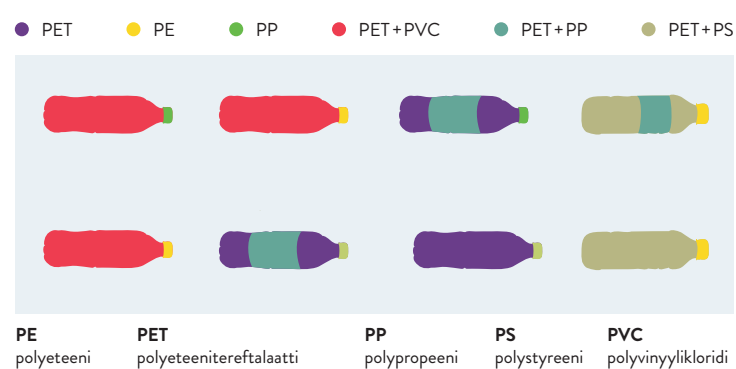 PET PE PP PET+PVC PET+PP PET+PS
PE PET PP PS PVC
polyeteeni polyeteenitereftalaatti polypropeeni polystyreeni polyvinyylikloridi